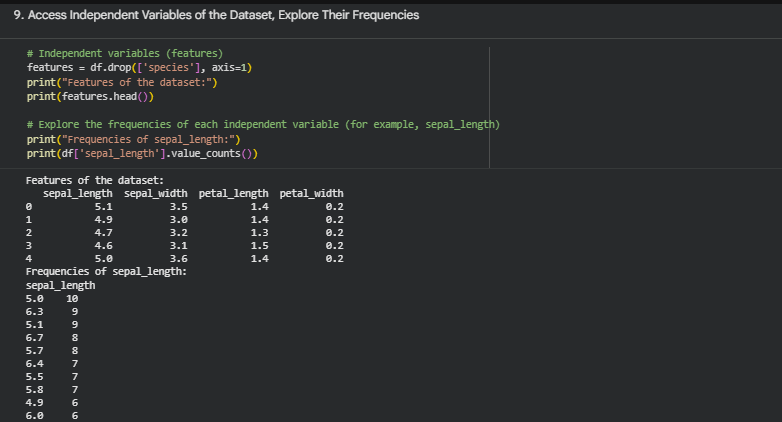 9. Access Independent Variables of the Dataset, Explore Their Frequencies
# Independent variables (features)
features = df.drop(['species'], axis=1)
print("Features of the dataset:")
print(features.head())
# Explore the frequencies of each independent variable (for example, sepal_length)
print("Frequencies of sepal_length:")
print(df['sepal_length'].value_counts())
Features of the dataset:
sepal_length sepal_width petal_length petal_width
0 5.1 3.5 1.4 0.2
1 4.9 3.0 1.4 0.2
2 4.7 3.2 1.3 0.2
3 4.6 3.1 1.5 0.2
4 5.0 3.6 1.4 0.2
Frequencies of sepal_length:
sepal_length
5.0 10
6.3 9
5.1 9
6.7 8
5.7 8
6.4 7
5.5 7
5.8 7
4.9 6
6.0 6